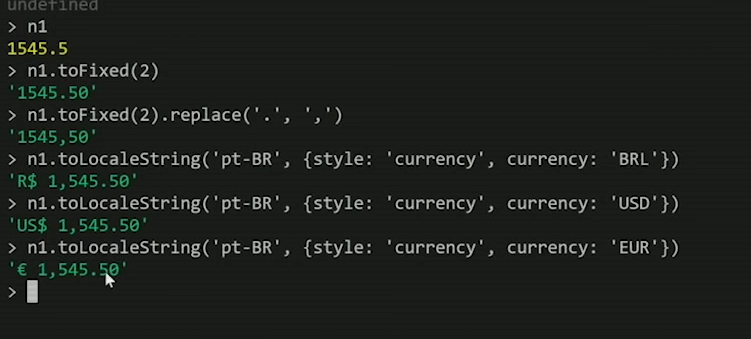 undefined
> n1
1545.5
> n1.toFixed(2)
'1545.50'
> n1.toFixed(2).replace('.', ',')
'1545,50'
> n1.toLocaleString('pt-BR', {style: 'currency', currency: 'BRL'})
'R$ 1,545.50'
> n1.toLocaleString('pt-BR', {style: 'currency', currency: 'USD'})
'US$ 1,545.50'
> n1.toLocaleString('pt-BR', {style: 'currency', currency: 'EUR'})
'€ 1,545.50'
>